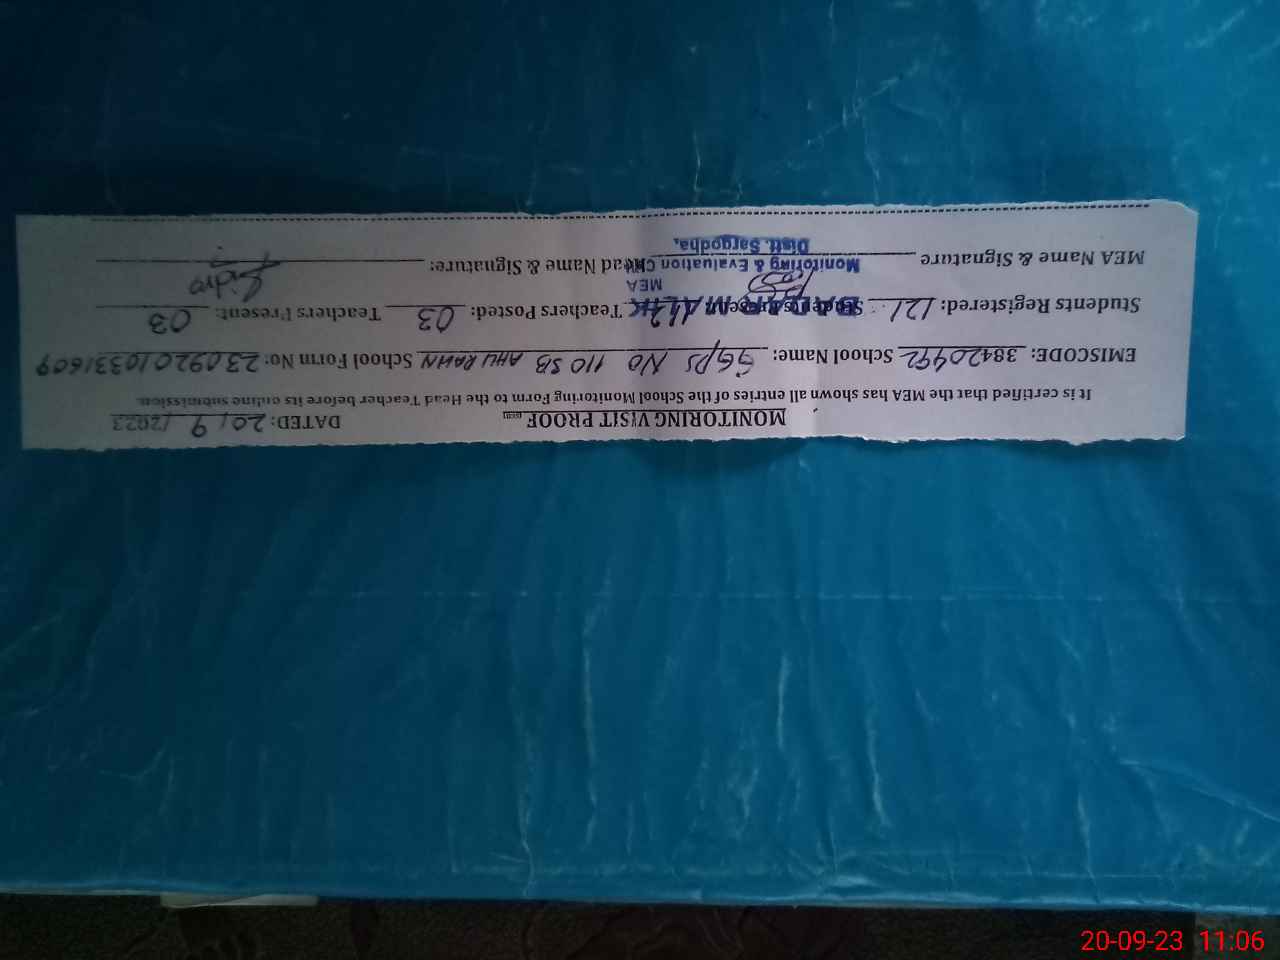 MONITORING VISIT PROOF DATED: 20/9/2023
It is certified that the MEA has shown all entries of the School Monitoring Form to the Head Teacher before its online submission.
EMISCODE: 38420492 School Name: GGPS NO 110 SB School Form No: 23092010331609
Students Registered: 121 Students Present: 112 Teachers Posted: 03 Teachers Present: 03
MALIK
MEA
MEA Name & Signature Head Name & Signature:
Monitoring & Evaluation
Distt. Sargodha.
20-09-23 11:06